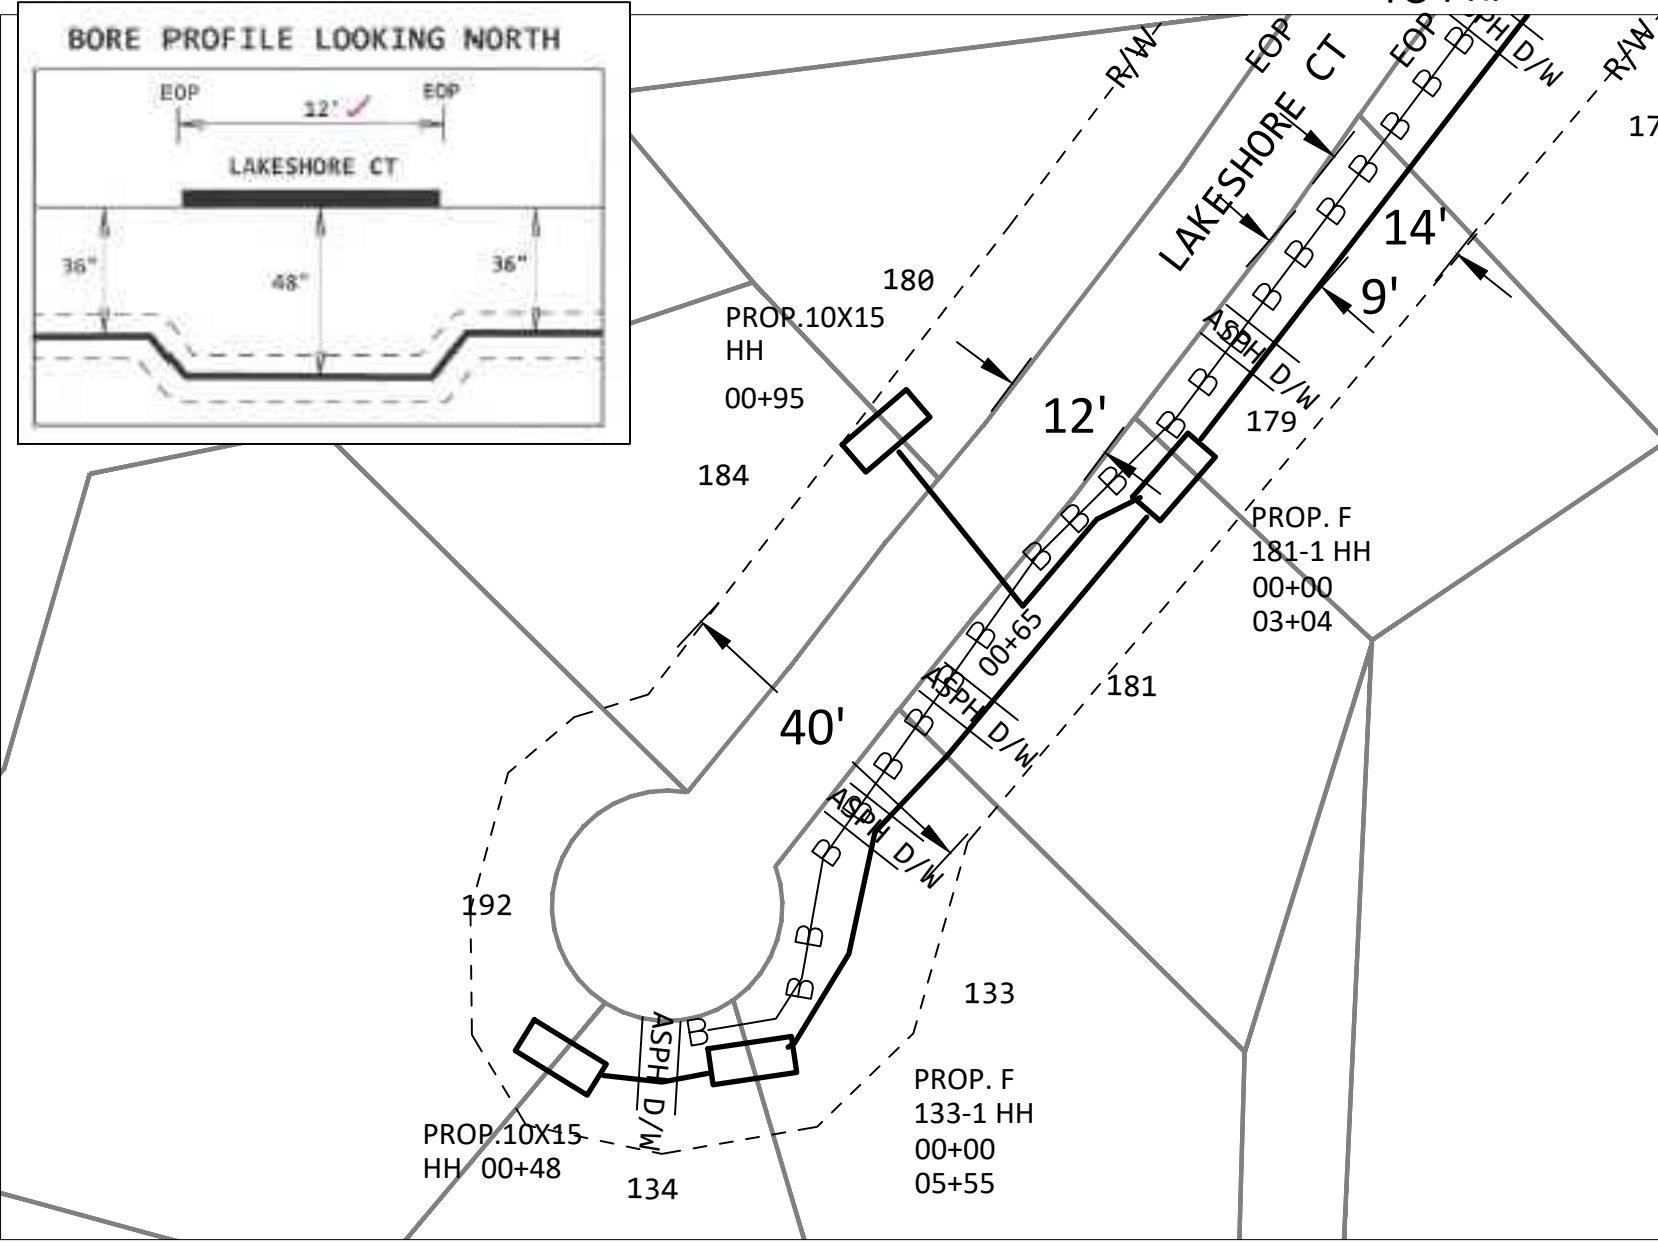 BORE PROFILE LOOKING NORTH
EOP
EOP
12'
LAKESHORE CT
36"
48"
36"
R/W
EOP
LAKESHORE CT
EOP
ASPH D/W
R/W
17
14'
9'
180
PROP.10X15
HH
00+95
ASPH D/W
12'
179
184
PROP. F
181-1 HH
00+00
03+04
00+65
ASPH D/W
181
40'
ASPH D/W
192
133
ASPH D/W
PROP. F
133-1 HH
00+00
05+55
PROP.10X15
HH 00+48
134
B B B B B B B B B B B B B B B B B B B B B B